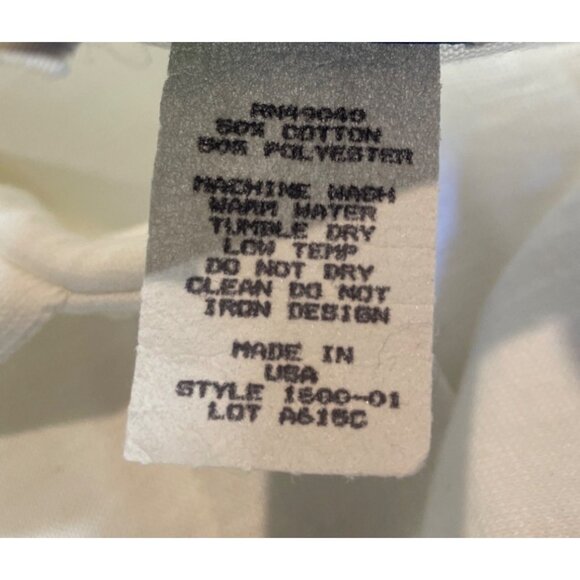 RN49040
50% COTTON
50% POLYESTER
MACHINE WASH
WARM WATER
TUMBLE DRY
LOW TEMP
DO NOT DRY
CLEAN DO NOT
IRON DESIGN
MADE IN
USA
STYLE 1500-01
LOT A615C